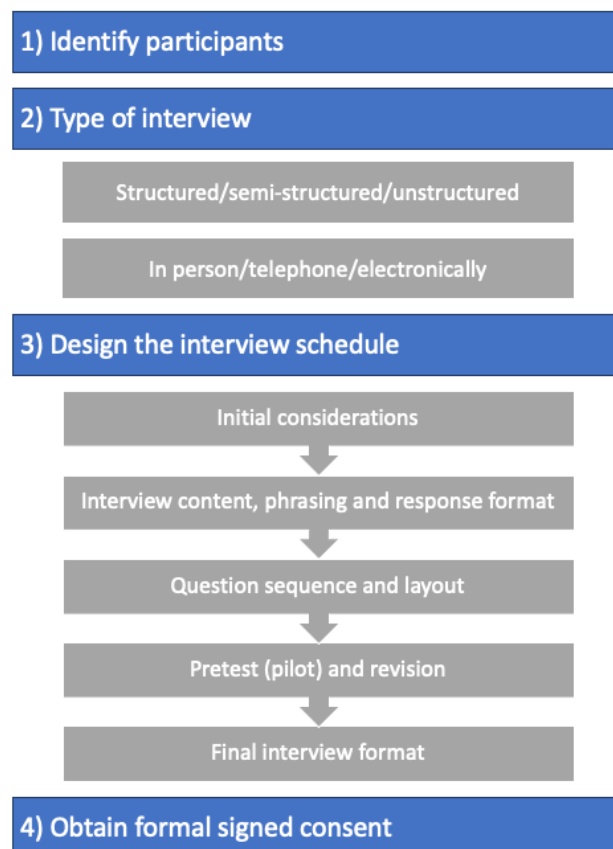 1) Identify participants
2) Type of interview
Structured/semi-structured/unstructured
In person/telephone/electronically
3) Design the interview schedule
Initial considerations
Interview content, phrasing and response format
Question sequence and layout
Pretest (pilot) and revision
Final interview format
4) Obtain formal signed consent